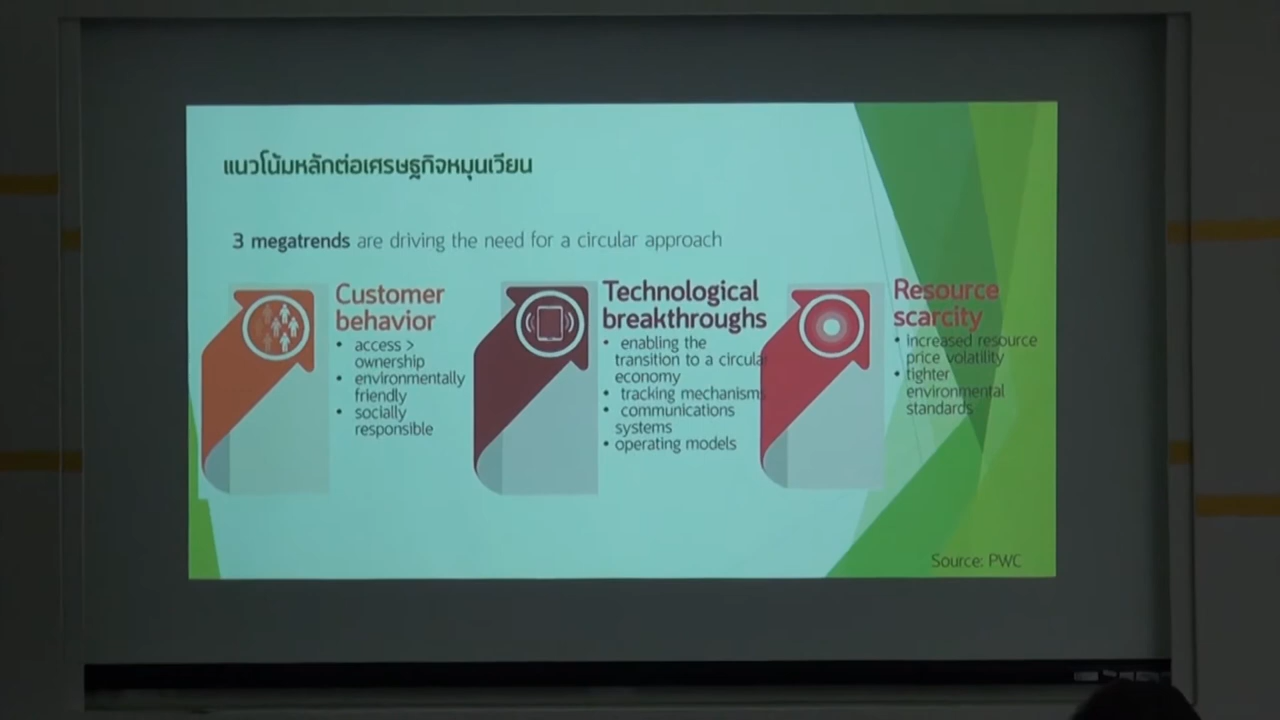 แนวโน้มหลักต่อเศรษฐกิจหมุนเวียน
3 megatrends are driving the need for a circular approach
Customer
behavior
• access >
ownership
• environmentally
friendly
• socially
responsible
Technological
breakthroughs
• enabling the
transition to a circular
economy
• tracking mechanisms
• communications
systems
• operating models
Resource
scarcity
• increased resource
price volatility
• tighter
environmental
standards
Source: PWC